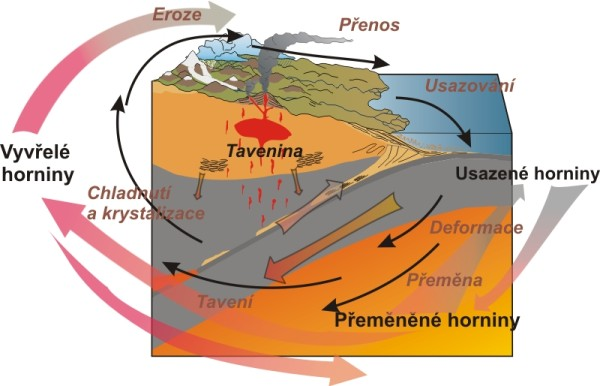 Eroze
Přenos
Usazování
Tavenina
Vyvřelé
horniny
Usazené horniny
Chladnutí
a krystalizace
Deformace
Přeměna
Tavení
Přeměněné horniny